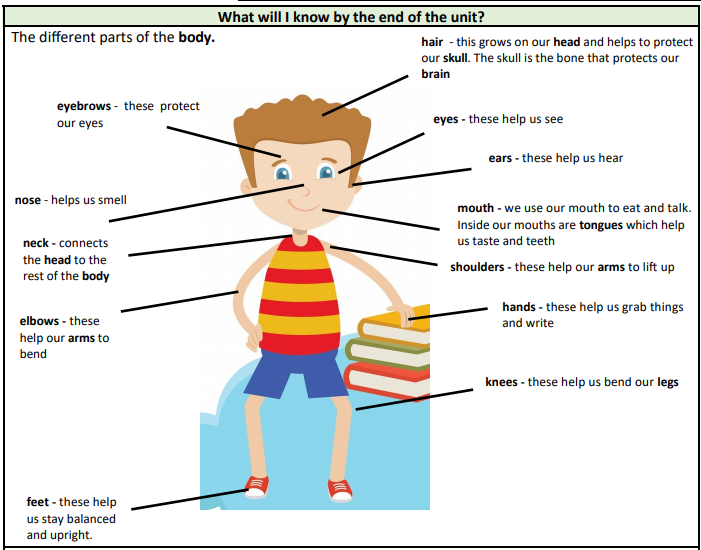 What will I know by the end of the unit?
The different parts of the body.
hair - this grows on our head and helps to protect
our skull. The skull is the bone that protects our
brain
eyebrows - these protect
our eyes
eyes - these help us see
ears - these help us hear
nose - helps us smell
mouth - we use our mouth to eat and talk.
Inside our mouths are tongues which help
us taste and teeth
neck - connects
the head to the
rest of the body
shoulders - these help our arms to lift up
hands - these help us grab things
and write
elbows - these
help our arms to
bend
knees - these help us bend our legs
feet - these help
us stay balanced
and upright.